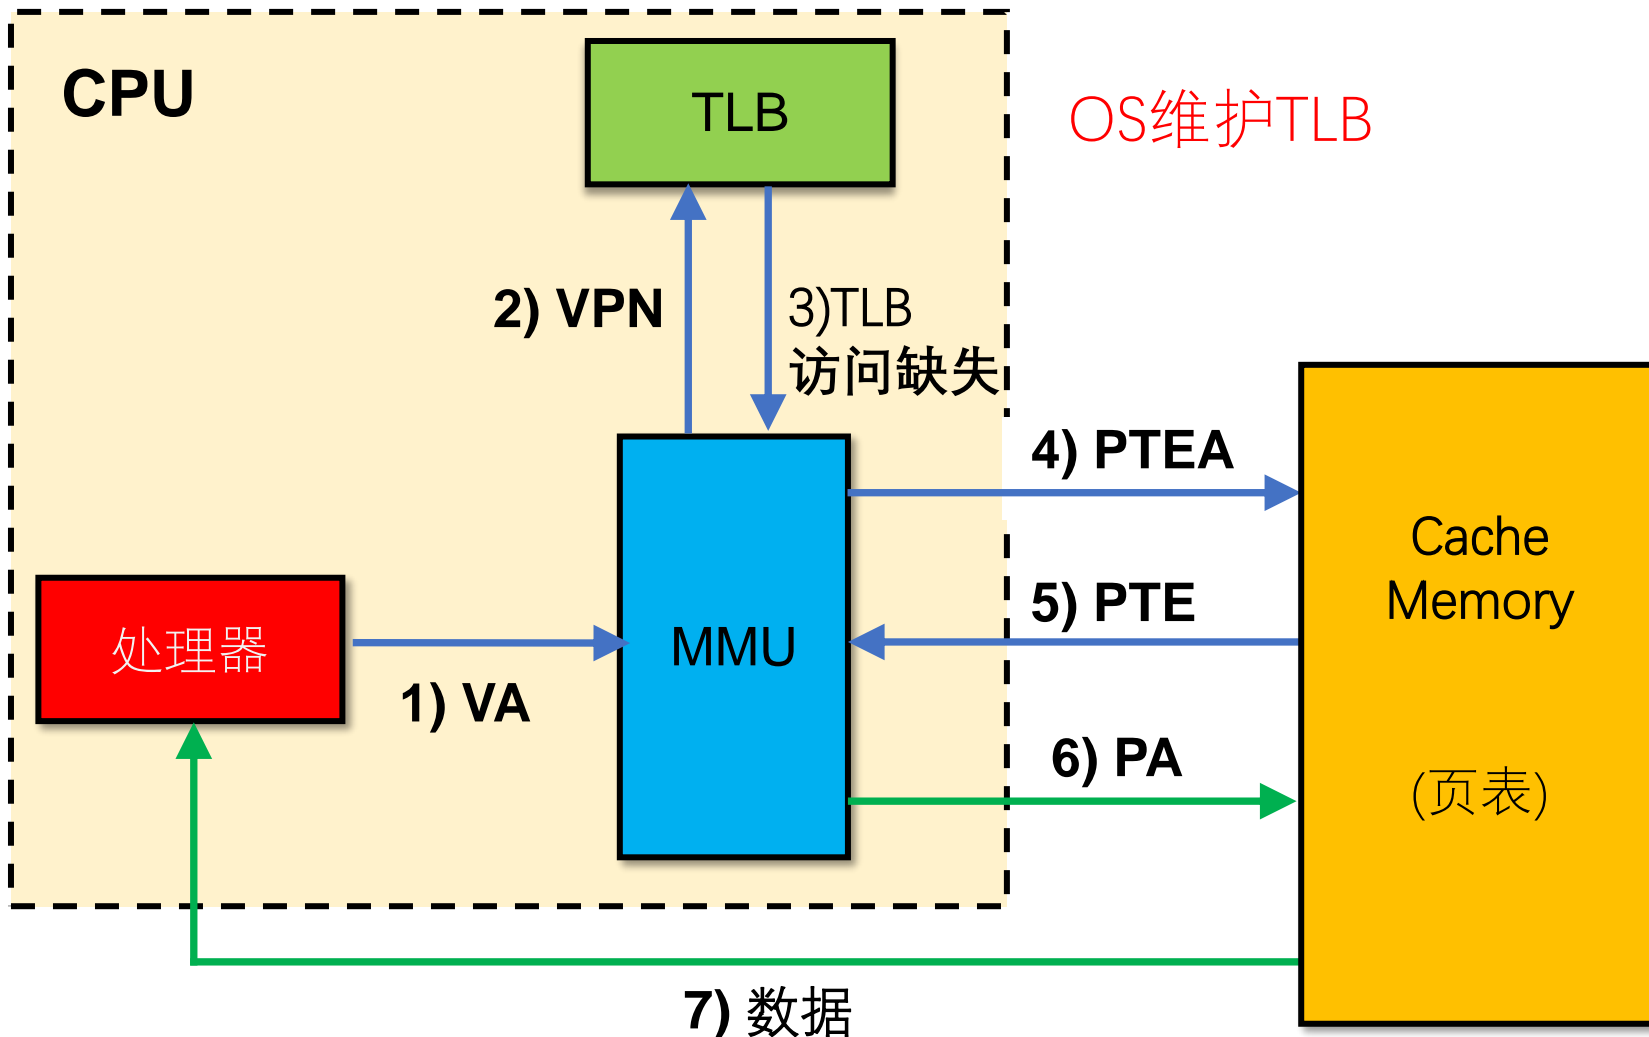 CPU
TLB
OS维护TLB
2) VPN
3)TLB
访问缺失
4) PTEA
Cache
Memory
5) PTE
处理器
MMU
1) VA
6) PA
(页表)
7) 数据